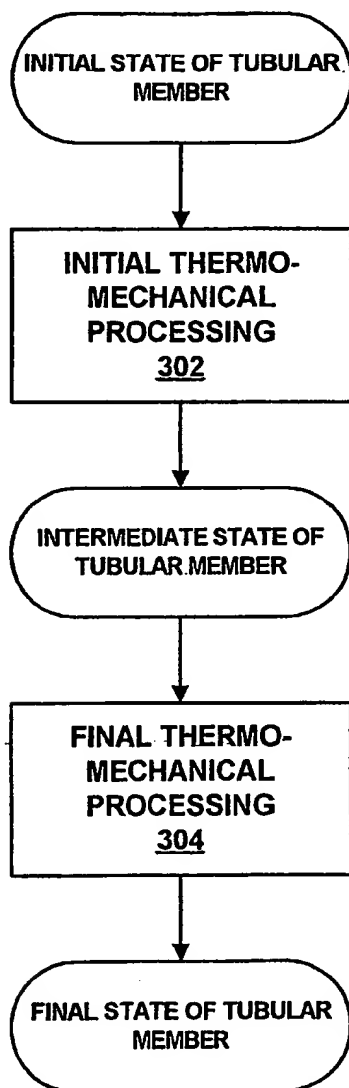 INITIAL STATE OF TUBULAR
MEMBER
INITIAL THERMO-
MECHANICAL
PROCESSING
302
INTERMEDIATE STATE OF
TUBULAR MEMBER
FINAL THERMO-
MECHANICAL
PROCESSING
304
FINAL STATE OF TUBULAR
MEMBER